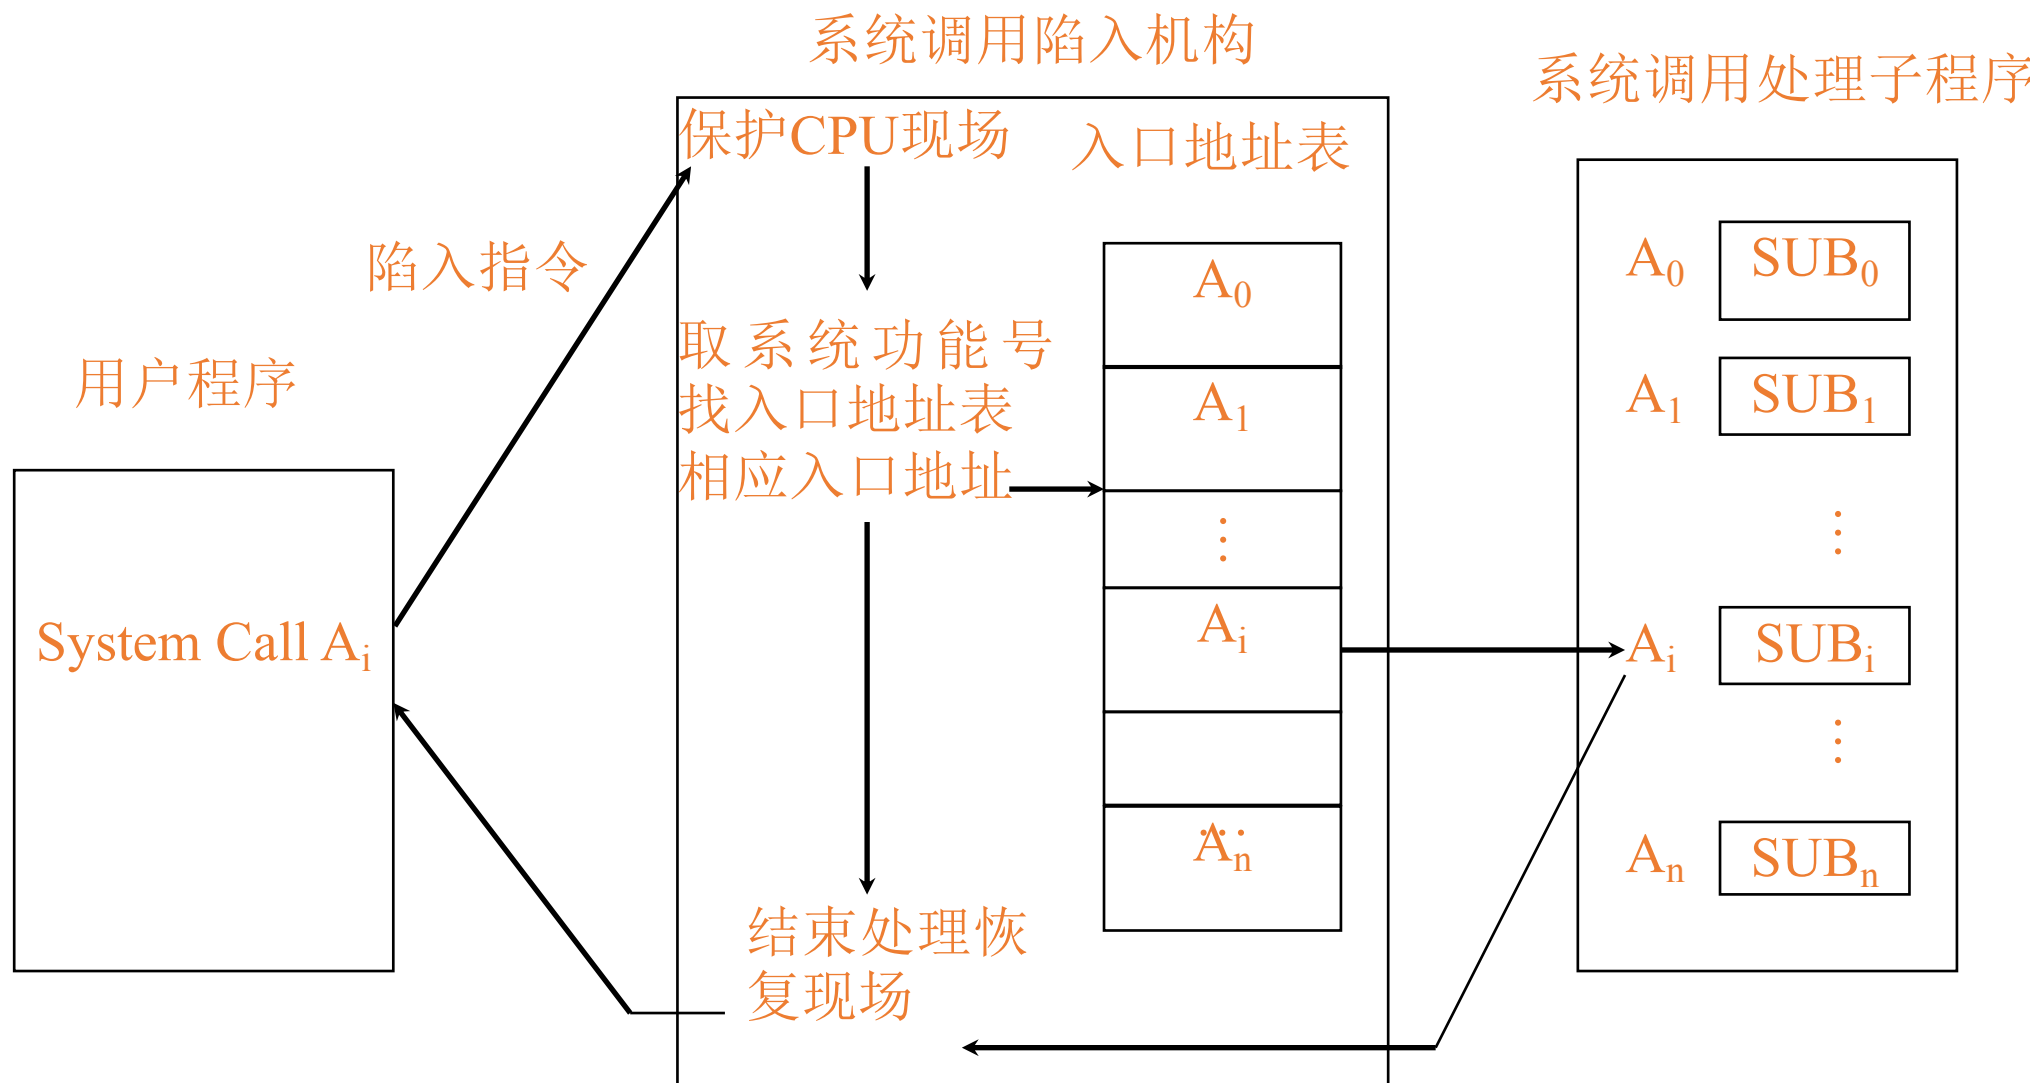 系统调用陷入机构
系统调用处理子程序
保护CPU现场
入口地址表
陷入指令
用户程序
System Call Ai
取系统功能号
找入口地址表
相应入口地址
结束处理恢
复现场
A0
A1
⋮
Ai
…
An
A0 SUB0
A1 SUB1
⋮
Ai SUBi
⋮
An SUBn